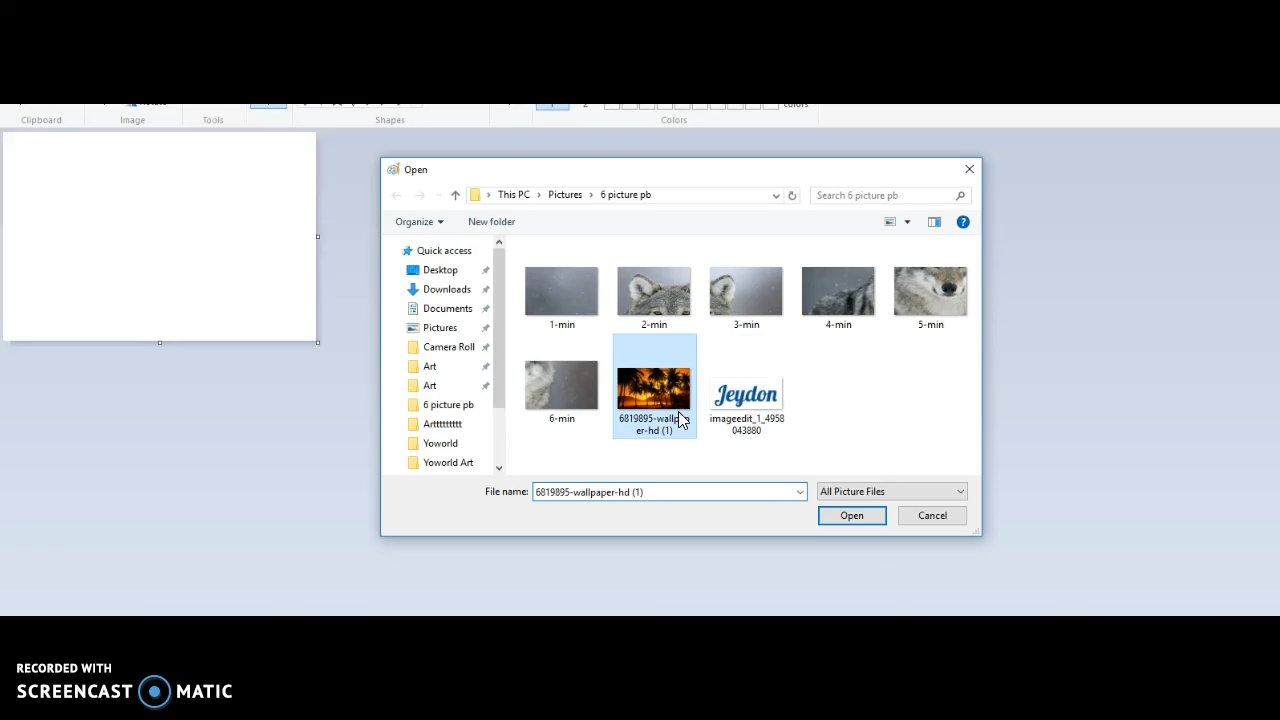 colors
Clipboard Image Tools Shapes Colors
Open
This PC > Pictures > 6 picture pb
Search 6 picture pb
Organize New folder
Quick access
Desktop
Downloads
Documents
Pictures
Camera Roll
Art
Art
6 picture pb
Arttttttttt
Yoworld
Yoworld Art
1-min 2-min 3-min 4-min 5-min
Jeydon
6-min
6819895-wallpap
er-hd (1)
imageedit_1_4958
043880
File name: 6819895-wallpaper-hd (1) All Picture Files
Open Cancel
RECORDED WITH
SCREENCAST MATIC